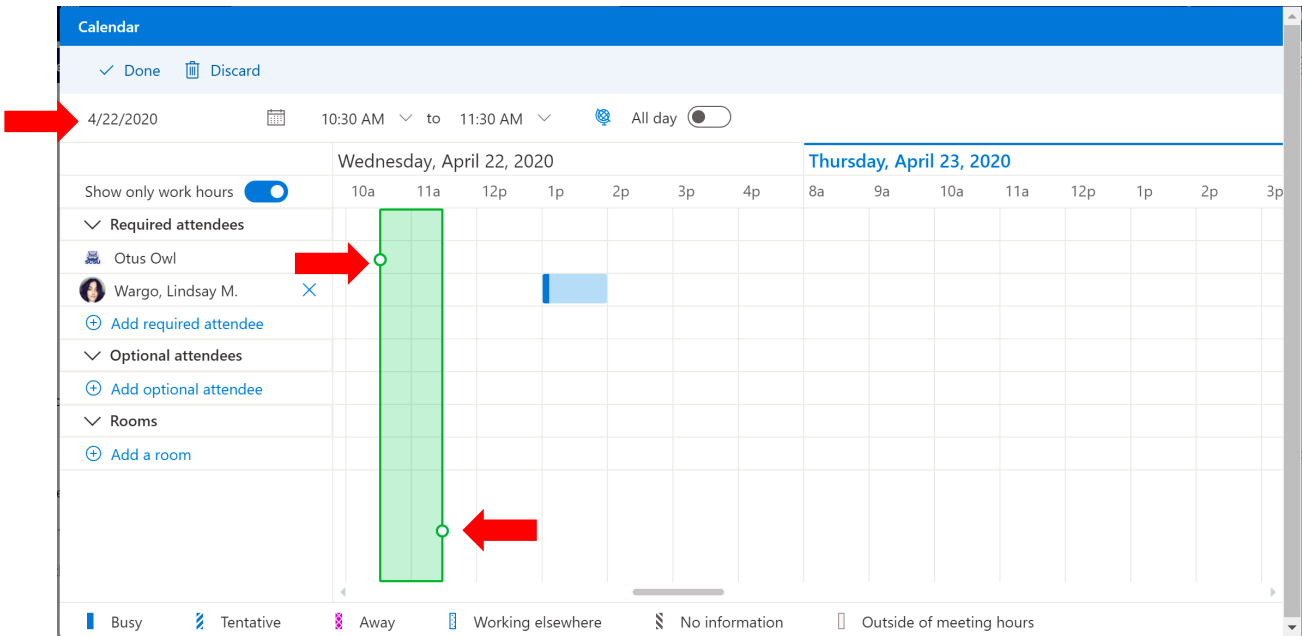 Calendar
Done Discard
4/22/2020 10:30 AM to 11:30 AM All day
Wednesday, April 22, 2020 Thursday, April 23, 2020
Show only work hours 10a 11a 12p 1p 2p 3p 4p 8a 9a 10a 11a 12p 1p 2p 3p
Required attendees
Otus Owl
Wargo, Lindsay M.
Add required attendee
Optional attendees
Add optional attendee
Rooms
Add a room
Busy Tentative Away Working elsewhere No information Outside of meeting hours